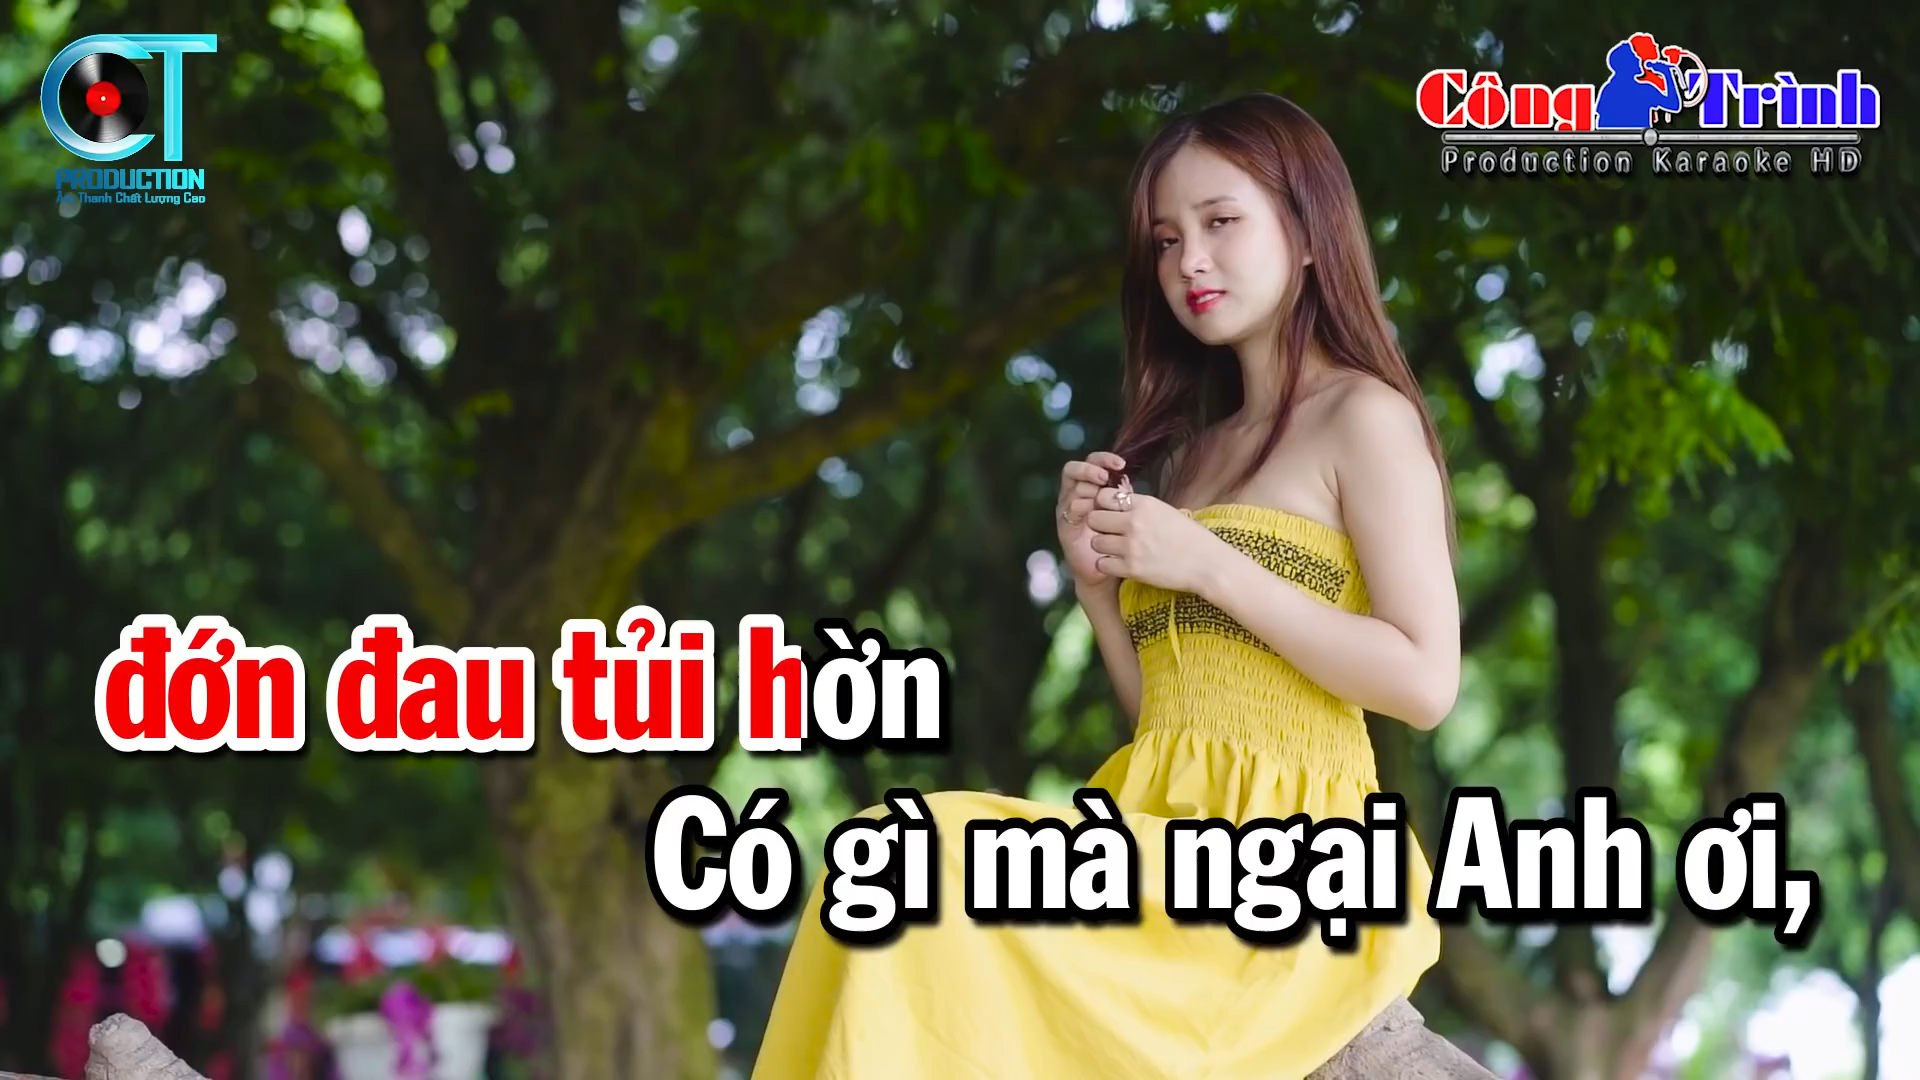 CT
PRODUCTION
Âm Thanh Chất Lượng Cao
Công Trình
Production Karaoke HD
đớn đau tủi hờn
Có gì mà ngại Anh ơi,